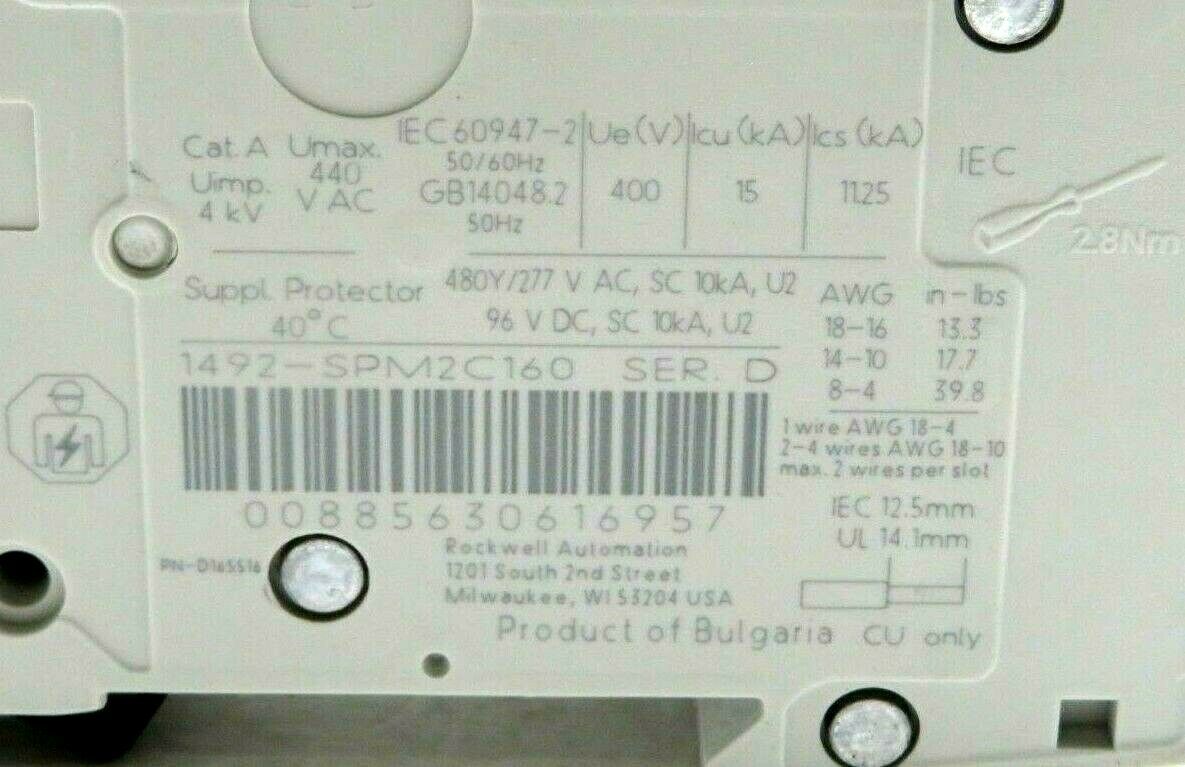 Cat. A Umax. 440 V AC
Uimp. 4 kV
IEC60947-2
50/60Hz
GB14048.2
50Hz
Ue (V) Icu (kA) Ics (kA)
400 15 11.25
IEC
2.8Nm
Suppl. Protector
40°C
480Y/277 V AC, SC 10kA, U2
96 V DC, SC 10kA, U2
1492-SPM2C160 SER. D
00885630616957
PN-D165516
Rockwell Automation
1201 South 2nd Street
Milwaukee, WI 53204 USA
Product of Bulgaria
AWG in-lbs
18-16 13.3
14-10 17.7
8-4 39.8
1 wire AWG 18-4
2-4 wires AWG 18-10
max. 2 wires per slot
IEC 12.5mm
UL 14.1mm
CU only